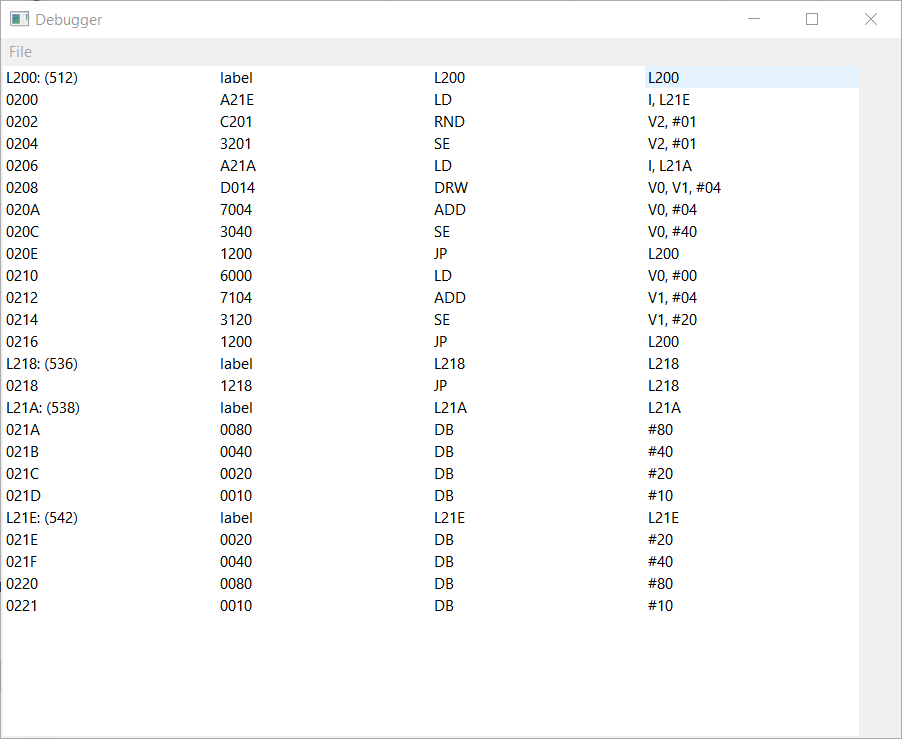 Debugger
File
L200: (512) label L200 L200
0200 A21E LD I, L21E
0202 C201 RND V2, #01
0204 3201 SE V2, #01
0206 A21A LD I, L21A
0208 D014 DRW V0, V1, #04
020A 7004 ADD V0, #04
020C 3040 SE V0, #40
020E 1200 JP L200
0210 6000 LD V0, #00
0212 7104 ADD V1, #04
0214 3120 SE V1, #20
0216 1200 JP L200
L218: (536) label L218 L218
0218 1218 JP L218
L21A: (538) label L21A L21A
021A 0080 DB #80
021B 0040 DB #40
021C 0020 DB #20
021D 0010 DB #10
L21E: (542) label L21E L21E
021E 0020 DB #20
021F 0040 DB #40
0220 0080 DB #80
0221 0010 DB #10